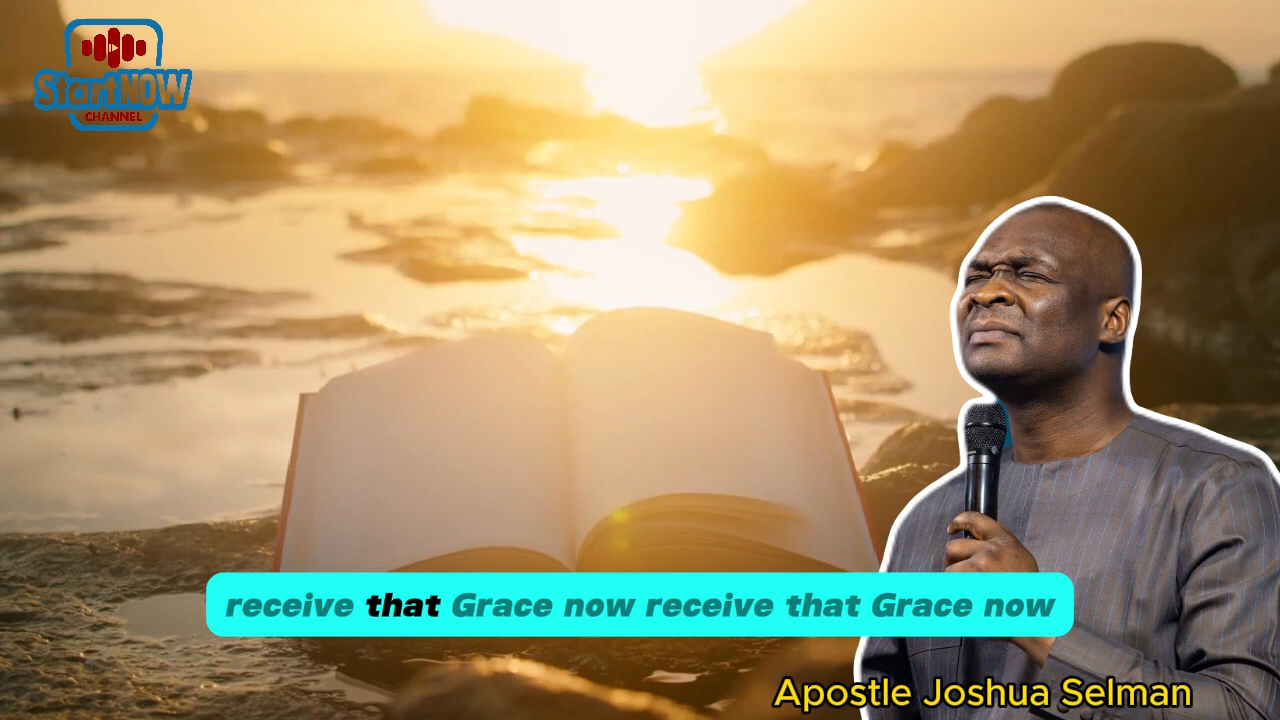 StartNOW
CHANNEL
receive that Grace now receive that Grace now
Apostle Joshua Selman